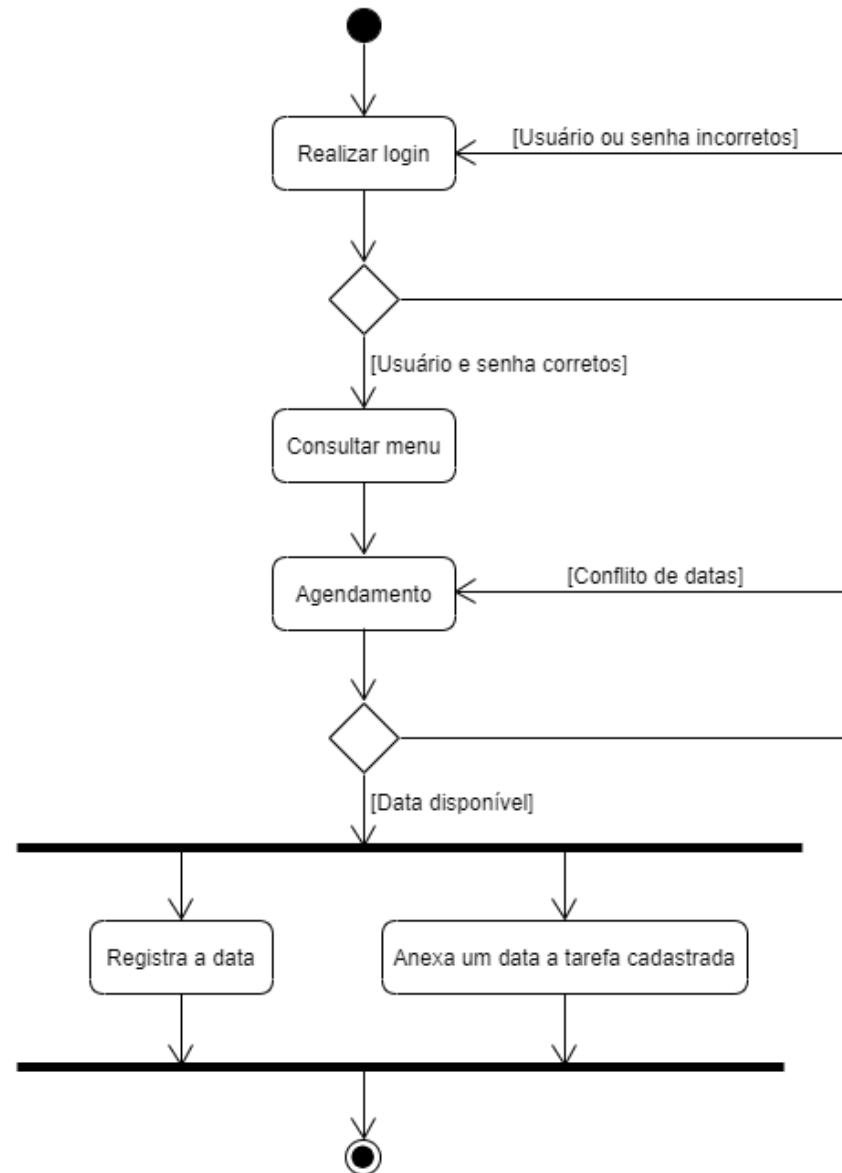 Realizar login
[Usuário ou senha incorretos]
[Usuário e senha corretos]
Consultar menu
Agendamento
[Conflito de datas]
[Data disponível]
Registra a data
Anexa um data a tarefa cadastrada